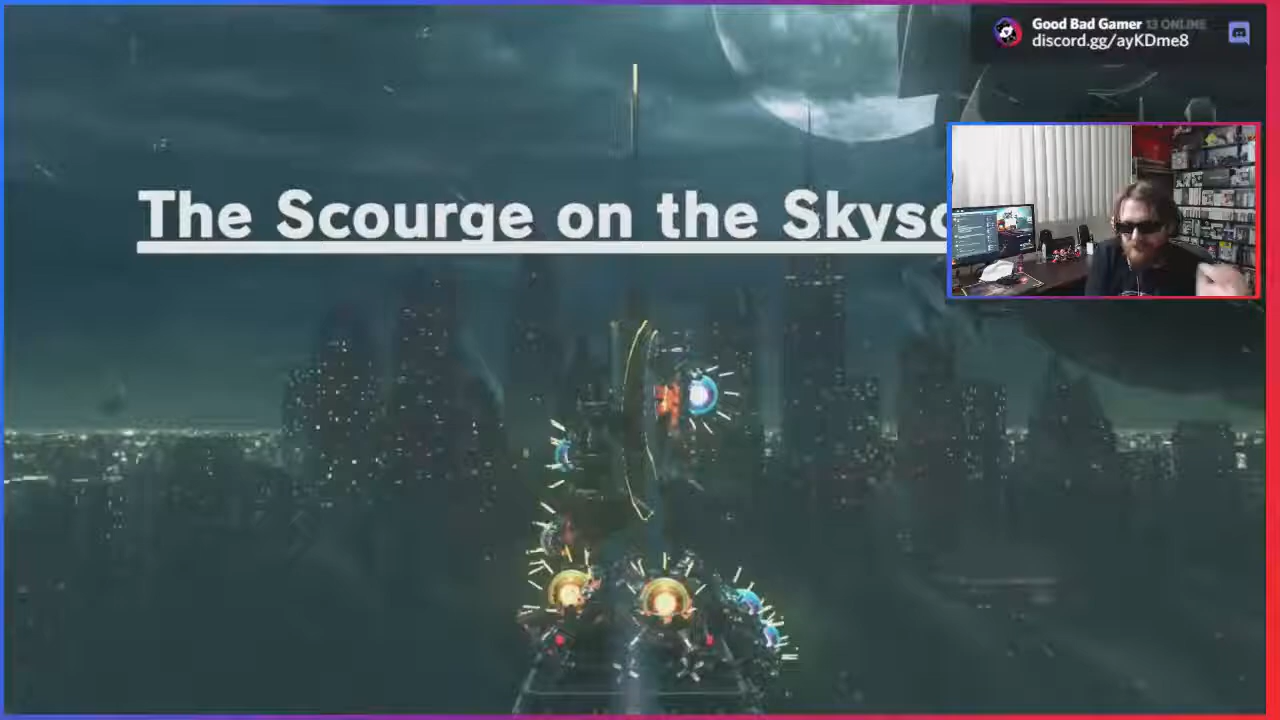 Good Bad Gamer 13 ONLINE
discord.gg/ayKDme8
The Scourge on the Skysc